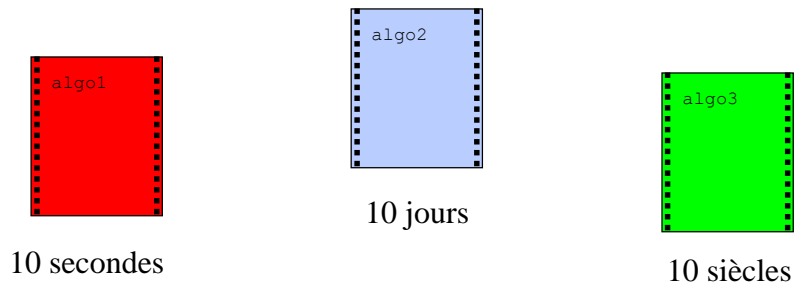 algo1
10 secondes
algo2
10 jours
algo3
10 siècles